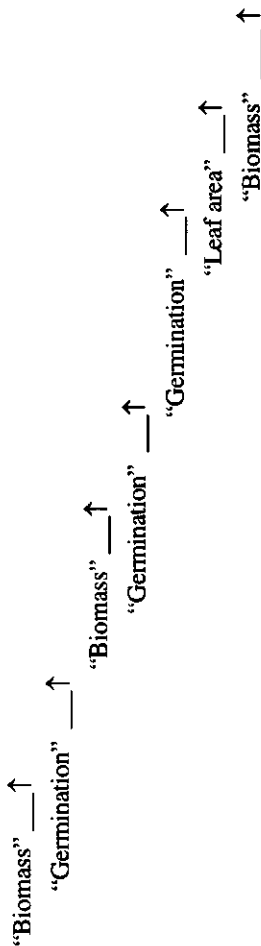 “Biomass”
“Germination”
“Biomass”
“Germination”
“Germination”
“Leaf area”
“Biomass”